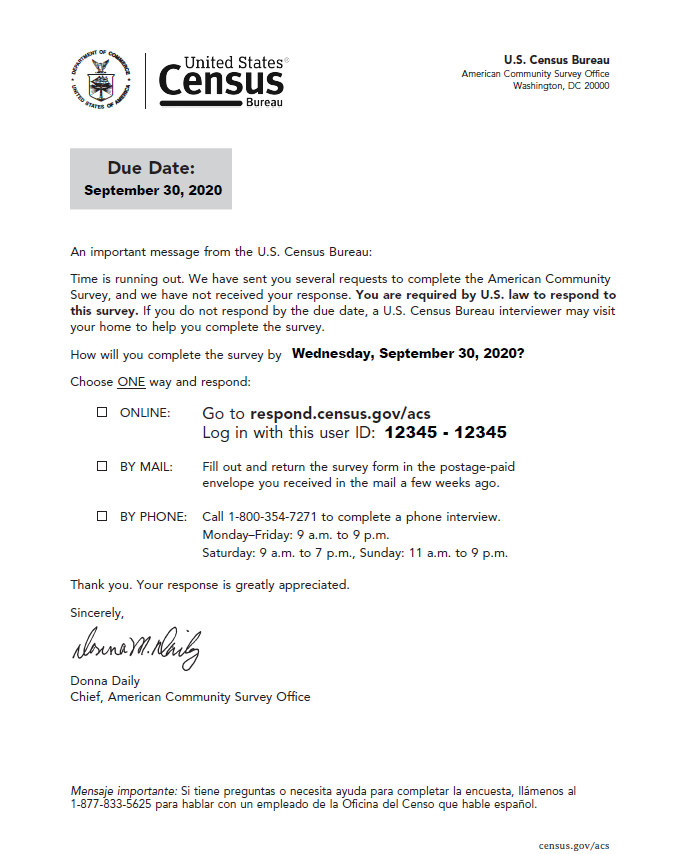 DEPARTMENT OF COMMERCE
UNITED STATES OF AMERICA
United States®
Census
Bureau
U.S. Census Bureau
American Community Survey Office
Washington, DC 20000
Due Date:
September 30, 2020
An important message from the U.S. Census Bureau:
Time is running out. We have sent you several requests to complete the American Community
Survey, and we have not received your response. You are required by U.S. law to respond to
this survey. If you do not respond by the due date, a U.S. Census Bureau interviewer may visit
your home to help you complete the survey.
How will you complete the survey by Wednesday, September 30, 2020?
Choose ONE way and respond:
ONLINE: Go to respond.census.gov/acs
Log in with this user ID: 12345 - 12345
BY MAIL: Fill out and return the survey form in the postage-paid
envelope you received in the mail a few weeks ago.
BY PHONE: Call 1-800-354-7271 to complete a phone interview.
Monday–Friday: 9 a.m. to 9 p.m.
Saturday: 9 a.m. to 7 p.m., Sunday: 11 a.m. to 9 p.m.
Thank you. Your response is greatly appreciated.
Sincerely,
Donna M. Daily
Donna Daily
Chief, American Community Survey Office
Mensaje importante: Si tiene preguntas o necesita ayuda para completar la encuesta, llámenos al
1-877-833-5625 para hablar con un empleado de la Oficina del Censo que hable español.
census.gov/acs